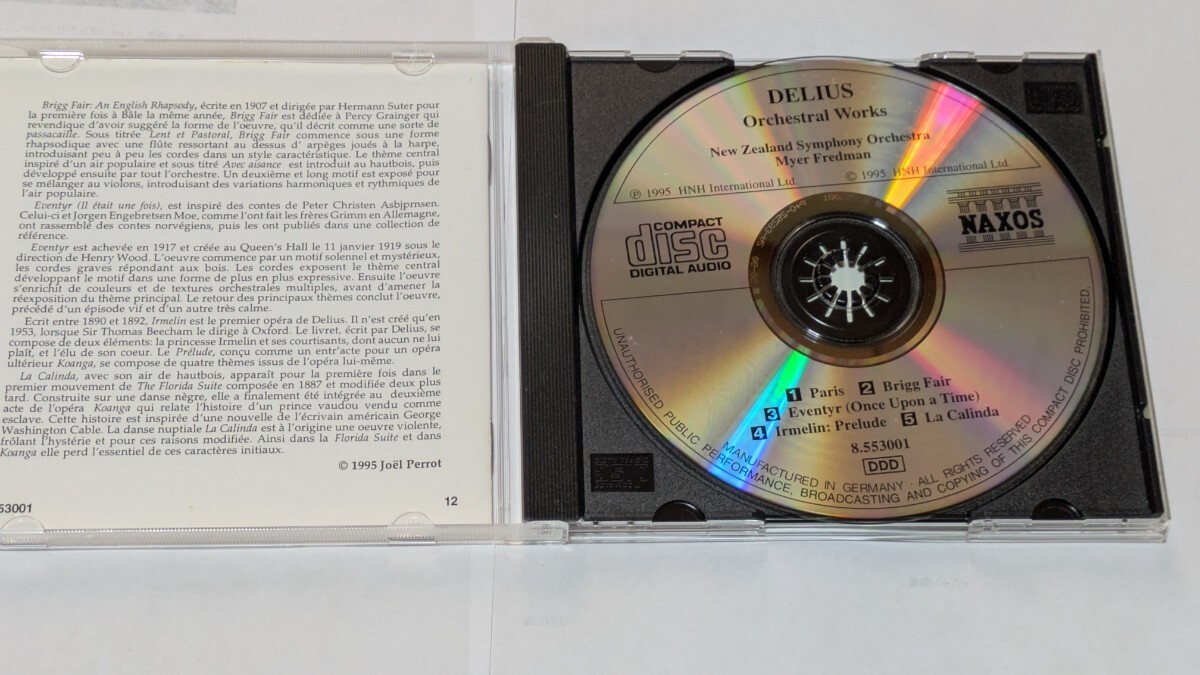 Brigg Fair: An English Rhapsody, écrite en 1907 et dirigée par Hermann Suter pour
la première fois à Bâle la même année, Brigg Fair est dédiée à Percy Grainger qui
revendique d'avoir suggéré la forme de l'oeuvre, qu'il décrit comme une sorte de
passacaille. Sous titrée Lent et Pastoral, Brigg Fair commence sous une forme
rhapsodique avec une flûte ressortant au dessus d' arpèges joués à la harpe,
introduisant peu à peu les cordes dans un style caractéristique. Le thème central
inspiré d'un air populaire et sous titré Avec aisance est introduit au hautbois, puis
développé ensuite par tout l'orchestre. Un deuxième et long motif est exposé pour
se mélanger au violons, introduisant des variations harmoniques et rythmiques de
l'air populaire.
Eventyr (Il était une fois), est inspiré des contes de Peter Christen Asbjprnsen.
Celui-ci et Jorgen Engebretsen Moe, comme l'ont fait les frères Grimm en Allemagne,
ont rassemblé des contes norvégiens, puis les ont publiés dans une collection de
référence.
Eventyr est achevée en 1917 et créée au Queen's Hall le 11 janvier 1919 sous le
direction de Henry Wood. L'oeuvre commence par un motif solennel et mystérieux,
les cordes graves répondant aux bois. Les cordes exposent le thème central
développant le motif dans une forme de plus en plus expressive. Ensuite l'oeuvre
s'enrichit de couleurs et de textures orchestrales multiples, avant d'amener la
réexposition du thème principal. Le retour des principaux thèmes conclut l'oeuvre,
précédé d'un épisode vif et d'un autre très calme.
Ecrit entre 1890 et 1892, Irmelin est le premier opéra de Delius. Il n'est créé qu'en
1953, lorsque Sir Thomas Beecham le dirige à Oxford. Le livret, écrit par Delius, se
compose de deux éléments: la princesse Irmelin et ses courtisants, dont aucun ne lui
plaît, et l'élu de son coeur. Le Prélude, conçu comme un entr'acte pour un opéra
ultérieur Koanga, se compose de quatre thèmes issus de l'opéra lui-même.
La Calinda, avec son air de hautbois, apparaît pour la première fois dans le
premier mouvement de The Florida Suite composée en 1887 et modifiée deux plus
tard. Construite sur une danse nègre, elle a finalement été intégrée au deuxième
acte de l'opéra Koanga qui relate l'histoire d'un prince vaudou vendu comme
esclave. Cette histoire est inspirée d'une nouvelle de l'écrivain américain George
Washington Cable. La danse nuptiale La Calinda est à l'origine une oeuvre violente,
frôlant l'hystérie et pour ces raisons modifiée. Ainsi dans la Florida Suite et dans
Koanga elle perd l'essentiel de ces caractères initiaux.
© 1995 Joël Perrot
53001
12
DELIUS
Orchestral Works
New Zealand Symphony Orchestra
Myer Fredman
℗ 1995 HNH International Ltd.
© 1995 HNH International Ltd.
COMPACT
disc
DIGITAL AUDIO
NAXOS
1 Paris 2 Brigg Fair
3 Eventyr (Once Upon a Time)
4 Irmelin: Prelude 5 La Calinda
8.553001
DDD
MANUFACTURED IN GERMANY · ALL RIGHTS RESERVED
UNAUTHORISED PUBLIC PERFORMANCE, BROADCASTING AND COPYING OF THIS COMPACT DISC PROHIBITED.